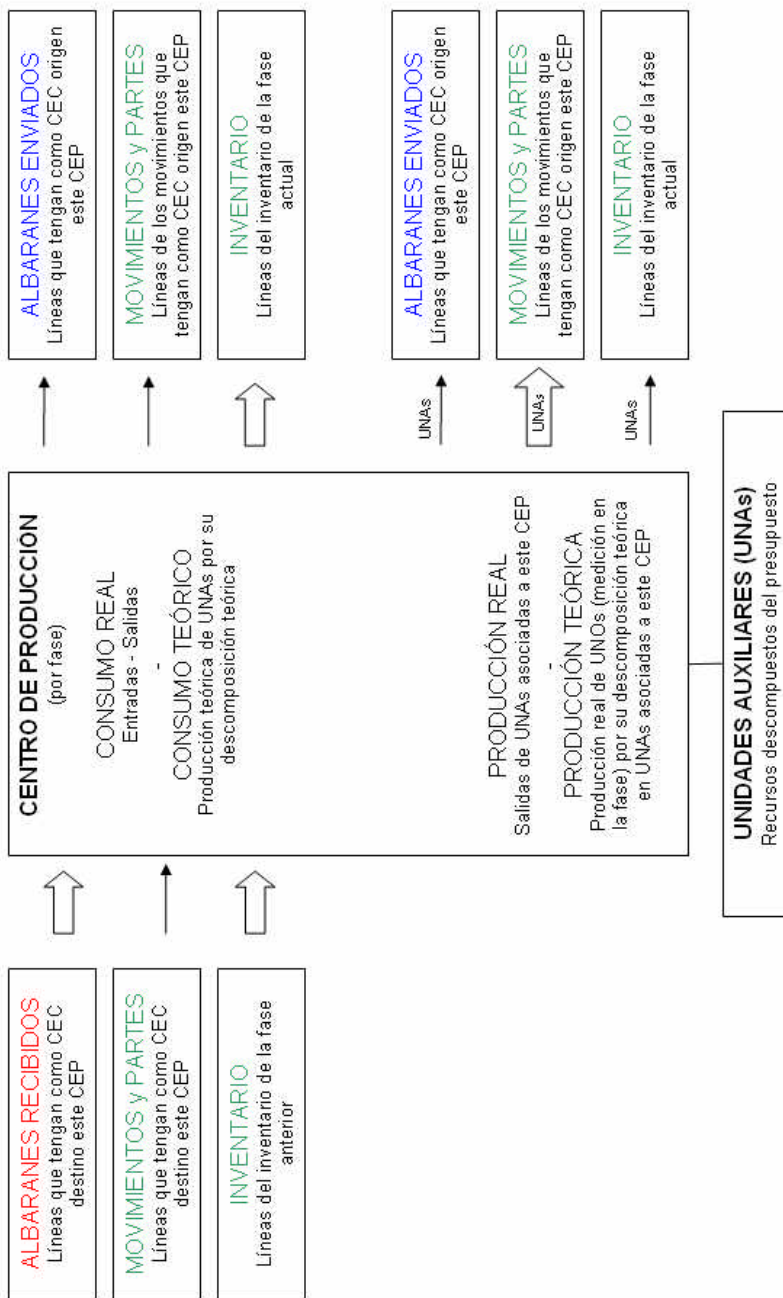 ALBARANES RECIBIDOS
Líneas que tengan como CEC
destino este CEP
MOVIMIENTOS y PARTES
Líneas que tengan como CEC
destino este CEP
INVENTARIO
Líneas del inventario de la fase
anterior
CENTRO DE PRODUCCIÓN
(por fase)
CONSUMO REAL
Entradas - Salidas
-
CONSUMO TEÓRICO
Producción teórica de UNAs por su
descomposición teórica
PRODUCCIÓN REAL
Salidas de UNAs asociadas a este CEP
-
PRODUCCIÓN TEÓRICA
Producción real de UNOs (medición en
la fase) por su descomposición teórica
en UNAs asociadas a este CEP
ALBARANES ENVIADOS
Líneas que tengan como CEC origen
este CEP
MOVIMIENTOS y PARTES
Líneas de los movimientos que
tengan como CEC origen este CEP
INVENTARIO
Líneas del inventario de la fase
actual
UNAs
ALBARANES ENVIADOS
Líneas que tengan como CEC origen
este CEP
UNAs
MOVIMIENTOS y PARTES
Líneas de los movimientos que
tengan como CEC origen este CEP
UNAs
INVENTARIO
Líneas del inventario de la fase
actual
UNIDADES AUXILIARES (UNAs)
Recursos descompuestos del presupuesto